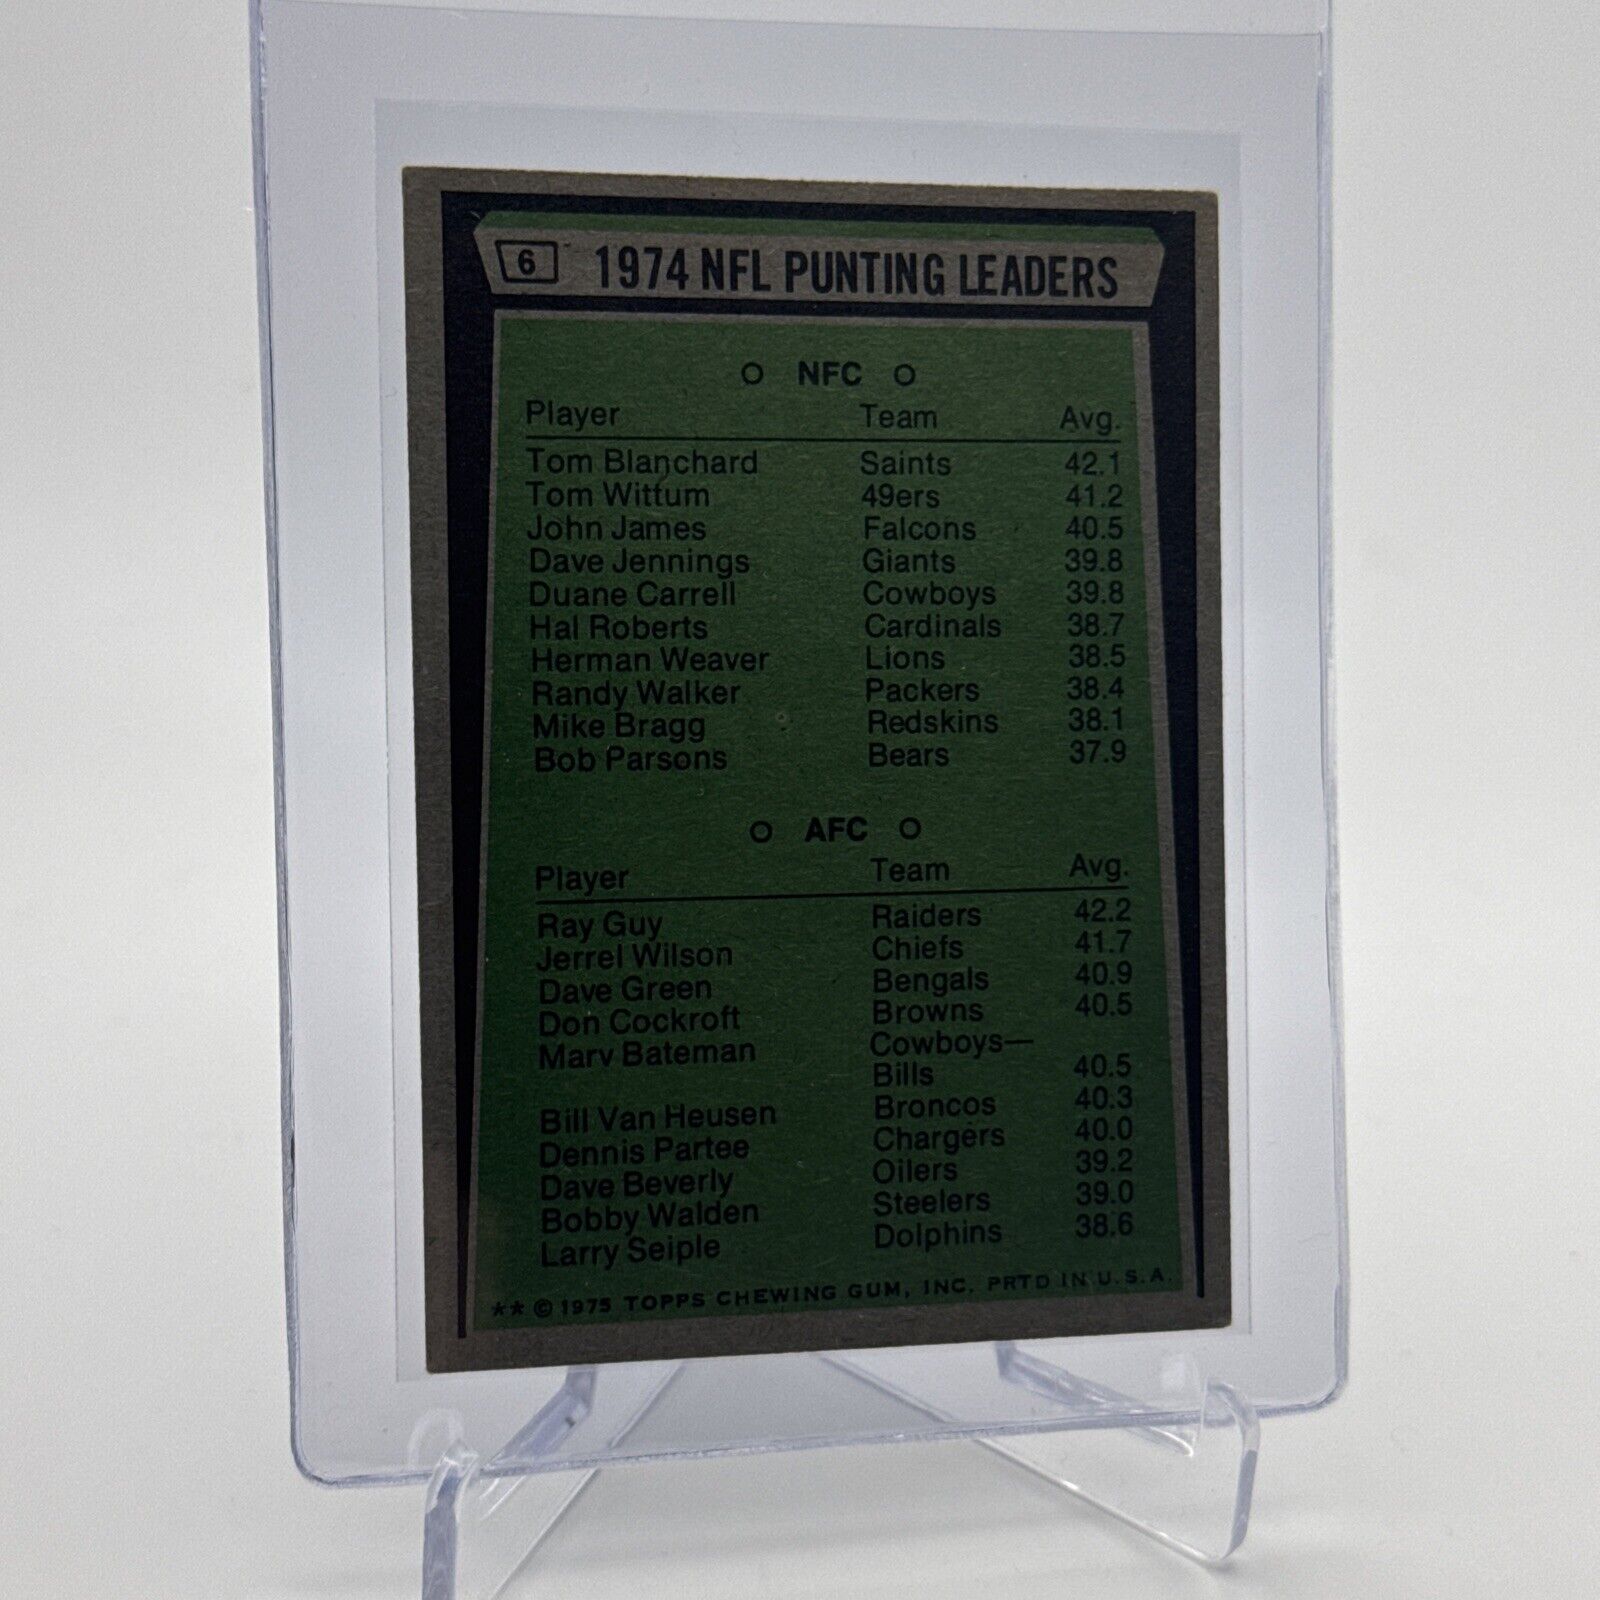 6 1974 NFL PUNTING LEADERS
NFC
Player Team Avg.
Tom Blanchard Saints 42.1
Tom Wittum 49ers 41.2
John James Falcons 40.5
Dave Jennings Giants 39.8
Duane Carrell Cowboys 39.8
Hal Roberts Cardinals 38.7
Herman Weaver Lions 38.5
Randy Walker Packers 38.4
Mike Bragg Redskins 38.1
Bob Parsons Bears 37.9
AFC
Player Team Avg.
Ray Guy Raiders 42.2
Jerrel Wilson Chiefs 41.7
Dave Green Bengals 40.9
Don Cockroft Browns 40.5
Marv Bateman Cowboys—
Bills 40.5
Bill Van Heusen Broncos 40.3
Dennis Partee Chargers 40.0
Dave Beverly Oilers 39.2
Bobby Walden Steelers 39.0
Larry Seiple Dolphins 38.6
** © 1975 TOPPS CHEWING GUM, INC. PRTD IN U.S.A.